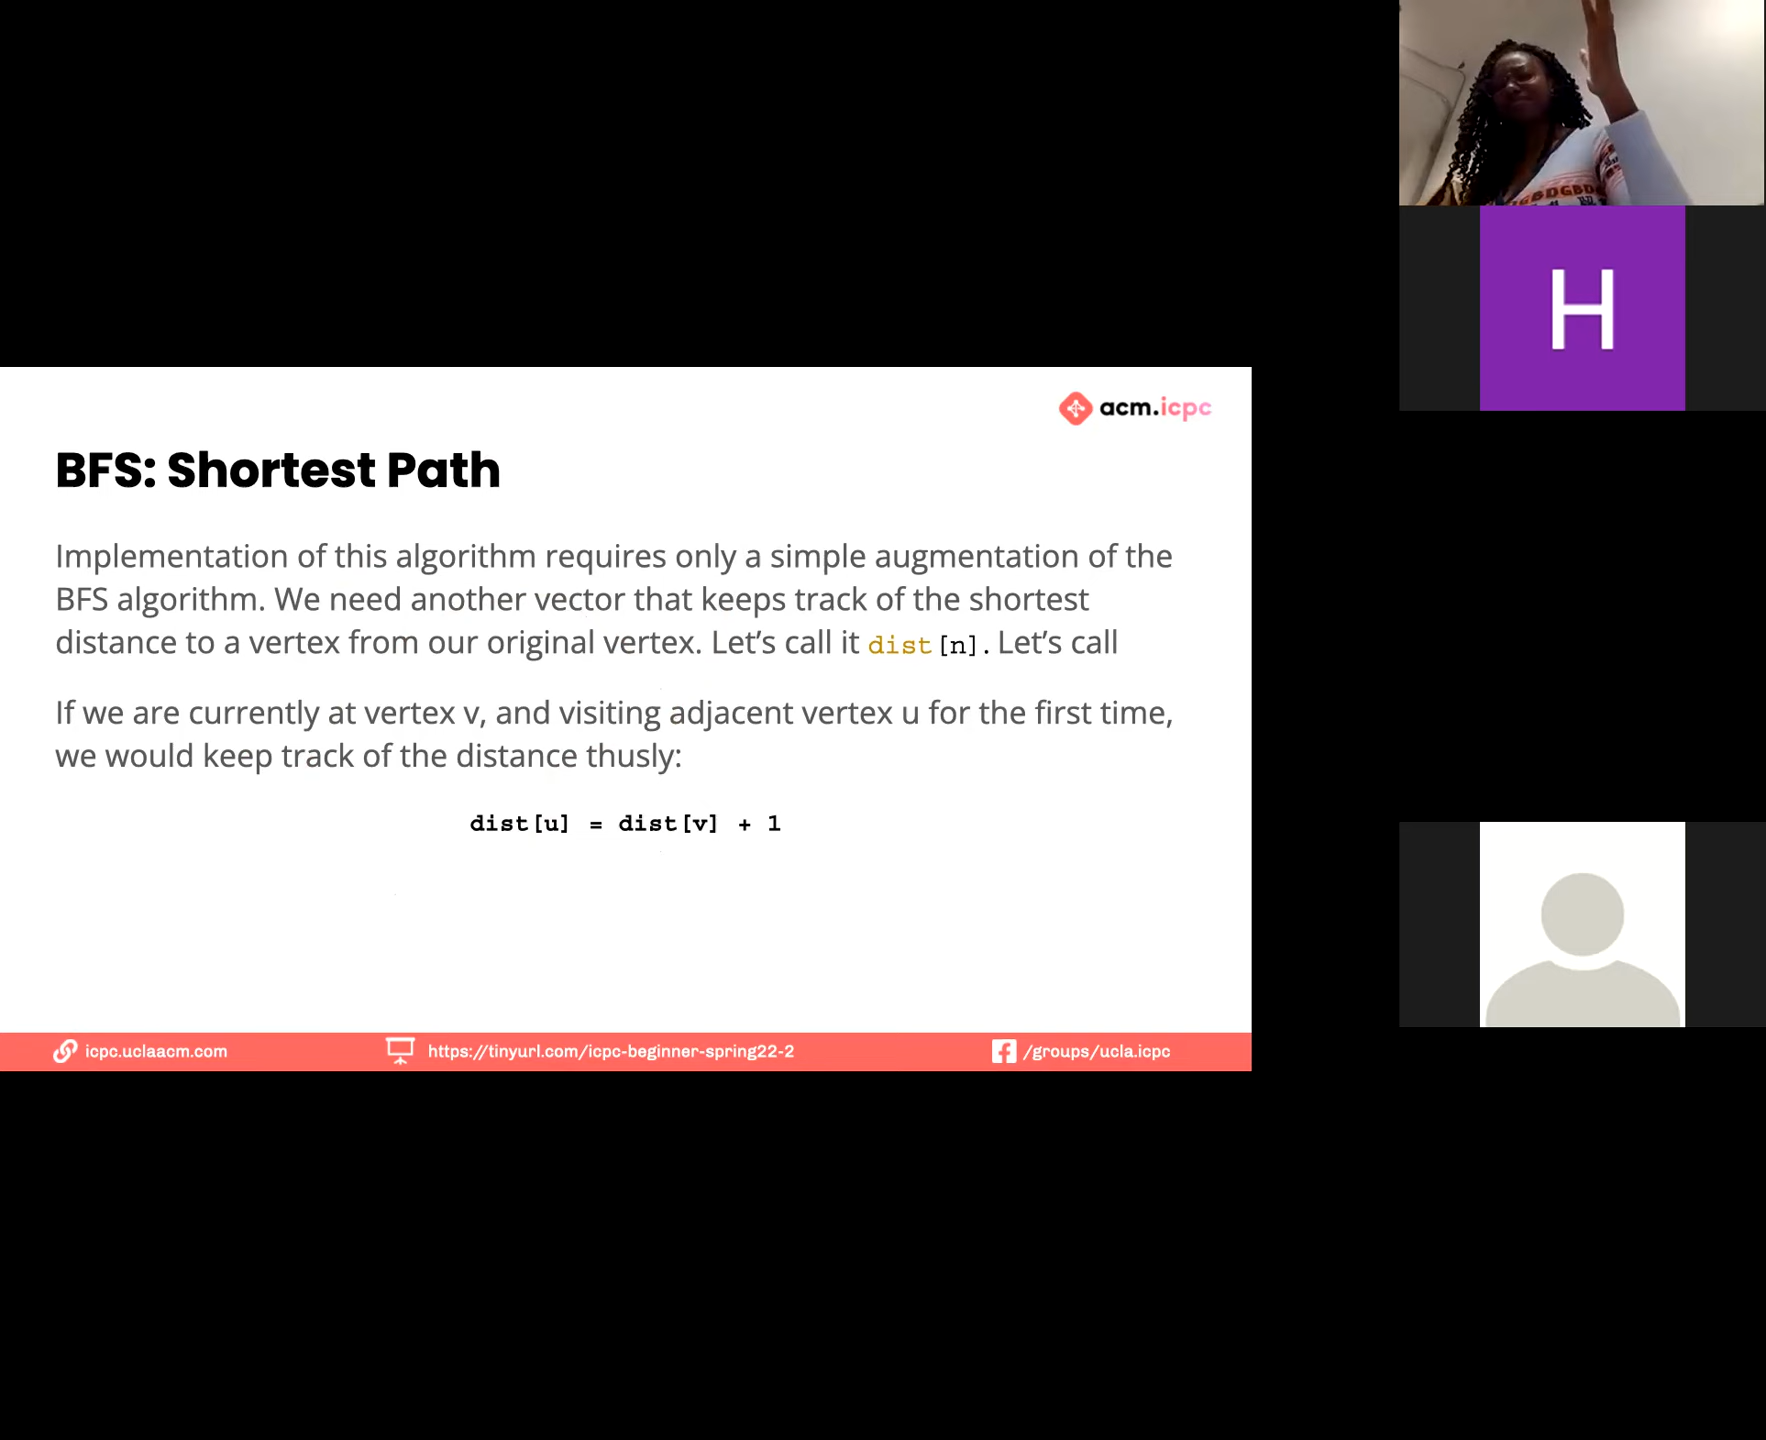 H
acm.icpc
BFS: Shortest Path
Implementation of this algorithm requires only a simple augmentation of the
BFS algorithm. We need another vector that keeps track of the shortest
distance to a vertex from our original vertex. Let’s call it dist[n]. Let’s call
If we are currently at vertex v, and visiting adjacent vertex u for the first time,
we would keep track of the distance thusly:
dist[u] = dist[v] + 1
icpc.uclaacm.com
https://tinyurl.com/icpc-beginner-spring22-2
/groups/ucla.icpc